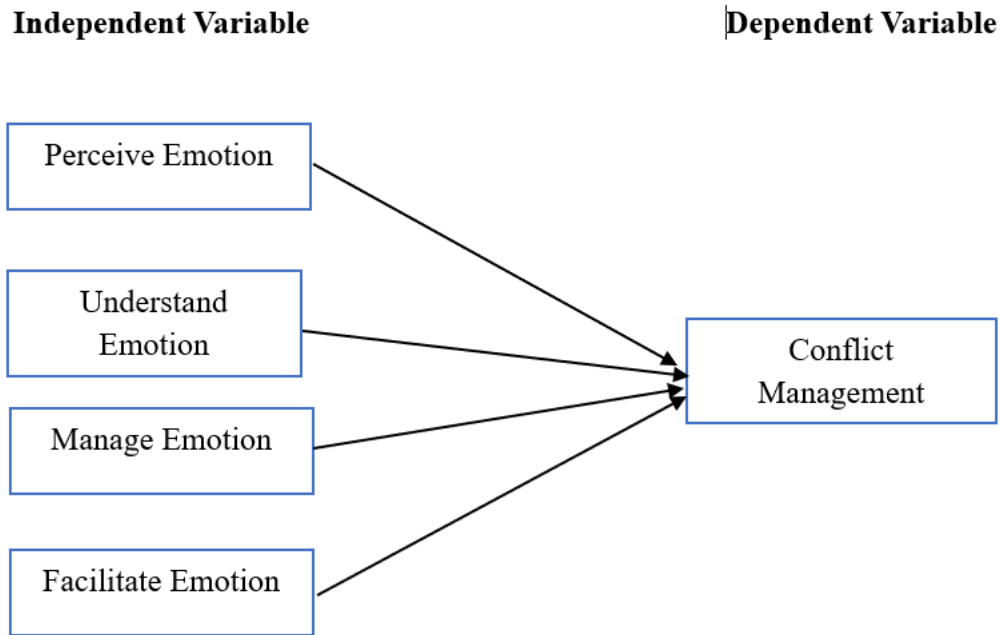 Independent Variable
Dependent Variable
Perceive Emotion
Understand
Emotion
Manage Emotion
Facilitate Emotion
Conflict
Management